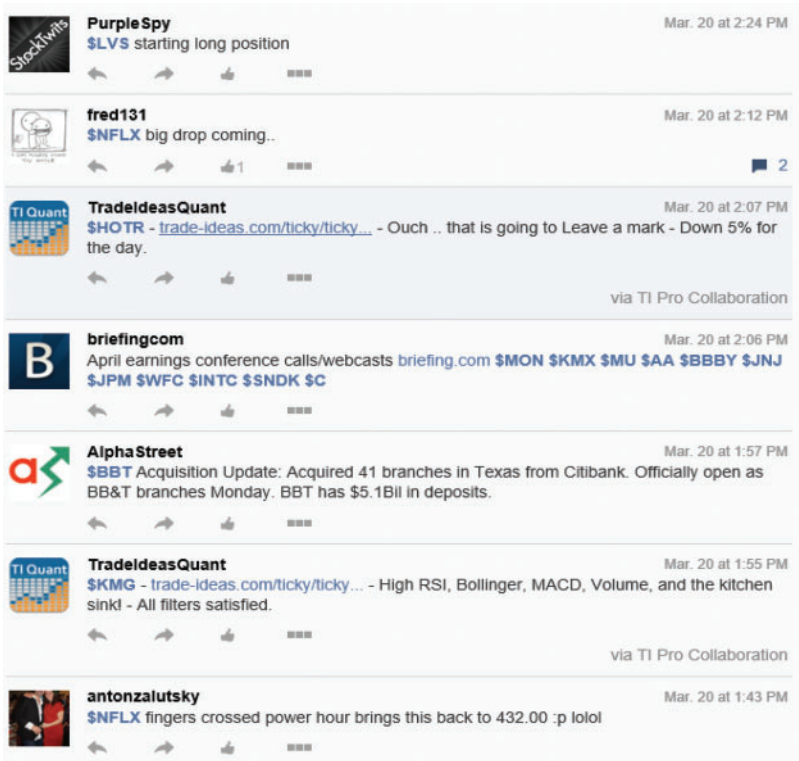 StockTwits
PurpleSpy
Mar. 20 at 2:24 PM
$LVS starting long position
fred131
Mar. 20 at 2:12 PM
$NFLX big drop coming..
1
2
TI Quant
TradeIdeasQuant
Mar. 20 at 2:07 PM
$HOTR - trade-ideas.com/ticky/ticky... - Ouch .. that is going to Leave a mark - Down 5% for
the day.
via TI Pro Collaboration
B
briefingcom
Mar. 20 at 2:06 PM
April earnings conference calls/webcasts briefing.com $MON $KMX $MU $AA $BBBY $JNJ
$JPM $WFC $INTC $SNDK $C
as
AlphaStreet
Mar. 20 at 1:57 PM
$BBT Acquisition Update: Acquired 41 branches in Texas from Citibank. Officially open as
BB&T branches Monday. BBT has $5.1Bil in deposits.
TI Quant
TradeIdeasQuant
Mar. 20 at 1:55 PM
$KMG - trade-ideas.com/ticky/ticky... - High RSI, Bollinger, MACD, Volume, and the kitchen
sink! - All filters satisfied.
via TI Pro Collaboration
antonzalutsky
Mar. 20 at 1:43 PM
$NFLX fingers crossed power hour brings this back to 432.00 :p lolol